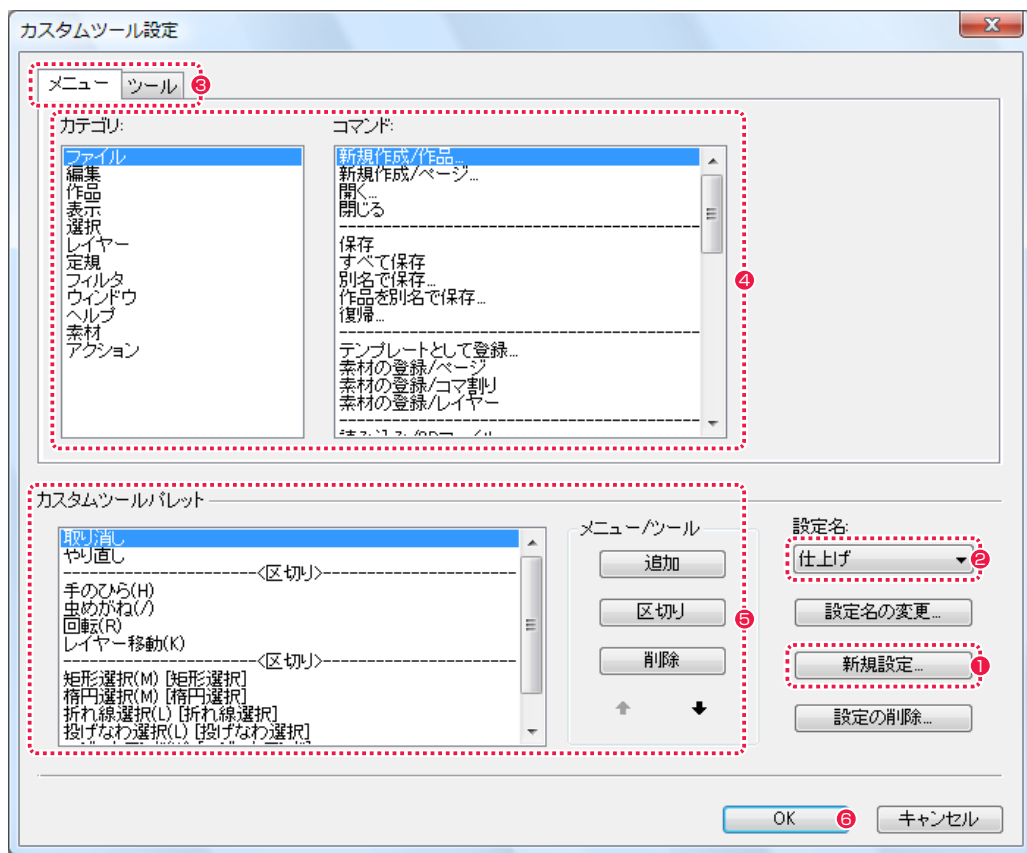 カスタムツール設定
メニュー
ツール
3
カテゴリ:
ファイル
編集
作品
表示
選択
レイヤー
定規
フィルタ
ウィンドウ
ヘルプ
素材
アクション
コマンド:
新規作成/作品...
新規作成/ページ...
開く...
閉じる
保存
すべて保存
別名で保存...
作品を別名で保存...
復帰...
テンプレートとして登録...
素材の登録/ページ
素材の登録/コマ割り
素材の登録/レイヤー
4
カスタムツールパレット
取り消し
やり直し
<区切り>
手のひら(H)
虫めがね(/)
回転(R)
レイヤー移動(K)
<区切り>
矩形選択(M) [矩形選択]
楕円選択(M) [楕円選択]
折れ線選択(L) [折れ線選択]
投げなわ選択(L) [投げなわ選択]
メニュー/ツール
追加
区切り
削除
5
設定名:
仕上げ
2
設定名の変更...
新規設定...
1
設定の削除...
OK
6
キャンセル